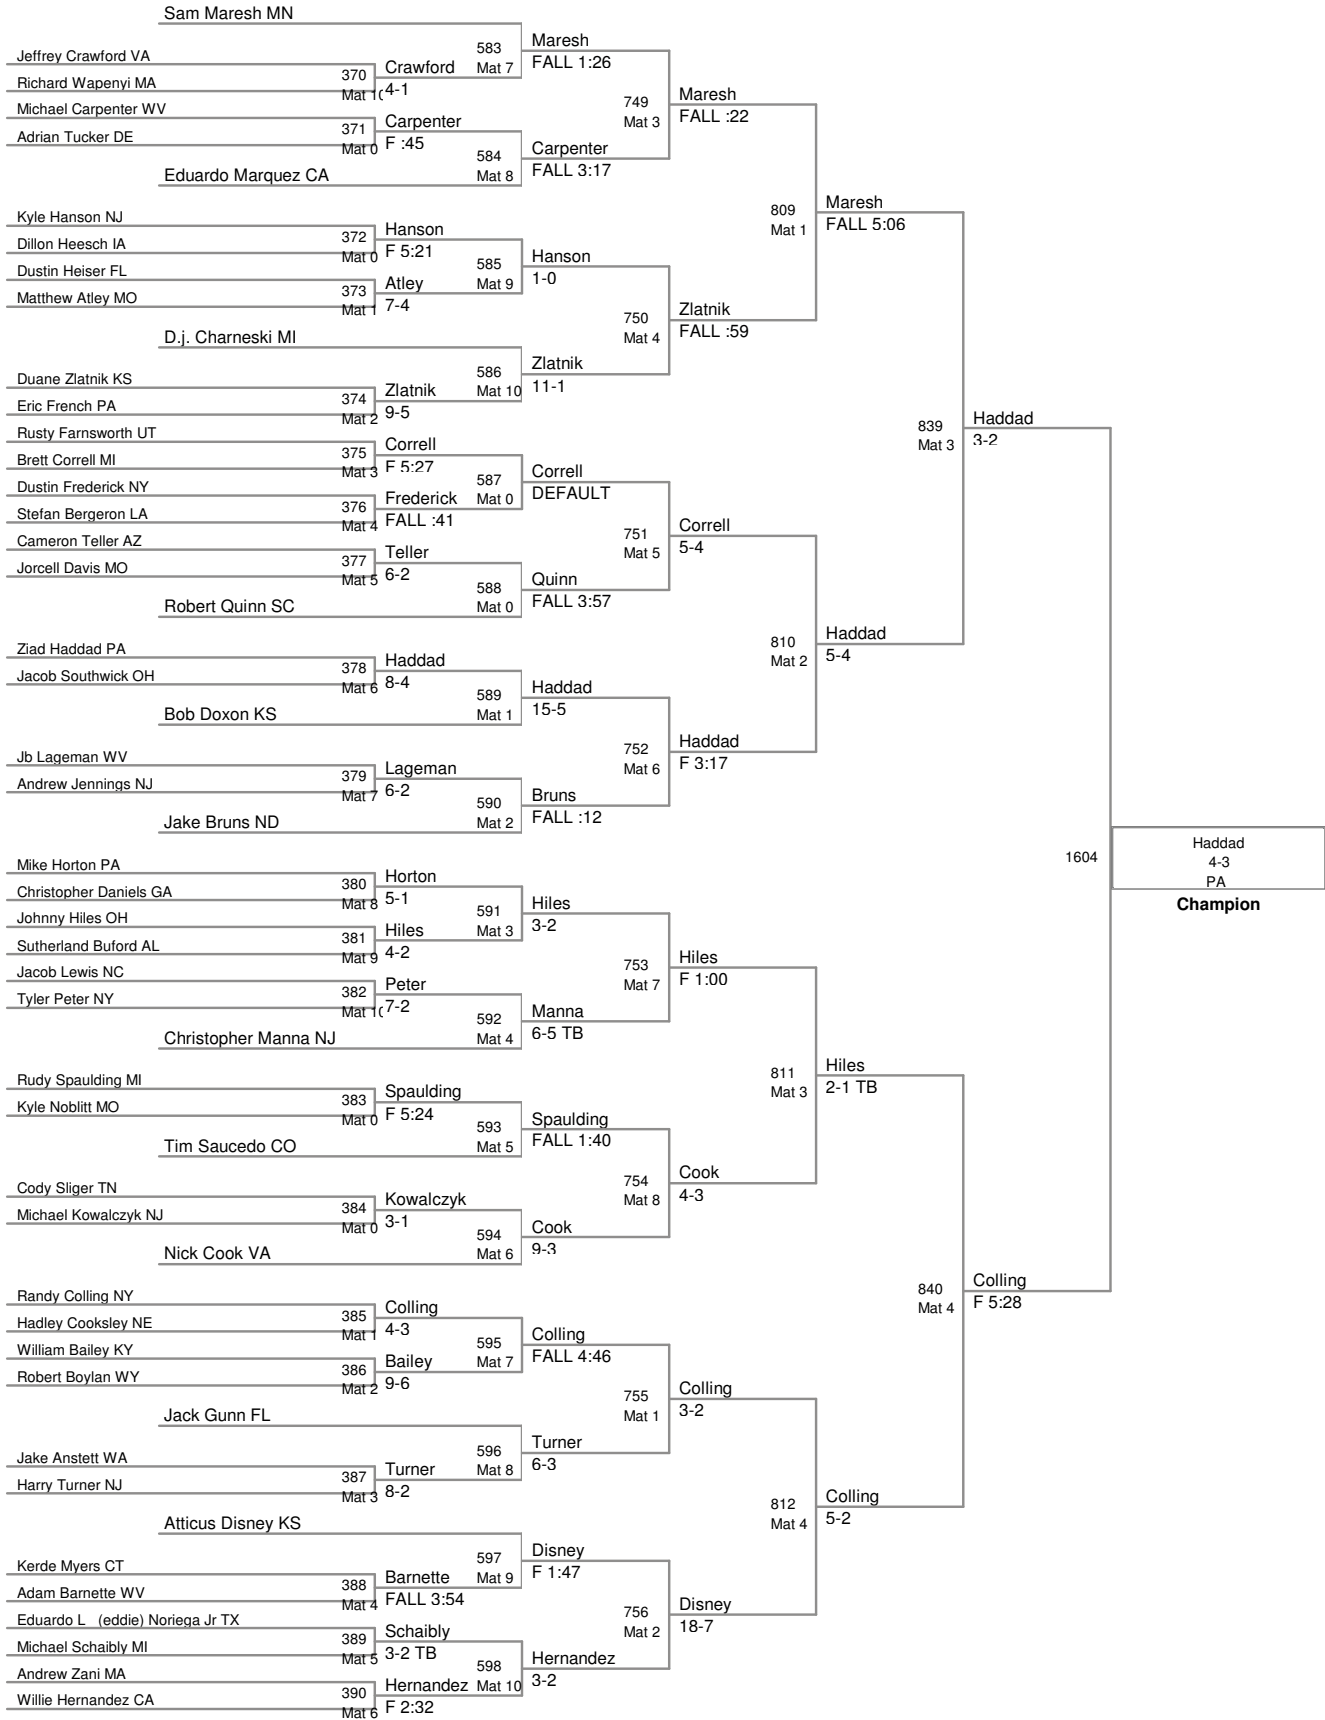 Sam Maresh MN
583
Maresh
Mat 7
FALL 1:26
Jeffrey Crawford VA
370
Crawford
Richard Wapenyi MA
Mat 10
4-1
749
Maresh
Mat 3
FALL :22
Michael Carpenter WV
371
Carpenter
Adrian Tucker DE
Mat 0
F :45
584
Carpenter
Mat 8
FALL 3:17
Eduardo Marquez CA
809
Maresh
Mat 1
FALL 5:06
Kyle Hanson NJ
372
Hanson
Dillon Heesch IA
Mat 0
F 5:21
585
Hanson
Mat 9
1-0
Dustin Heiser FL
373
Atley
Matthew Atley MO
Mat 1
7-4
750
Zlatnik
Mat 4
FALL :59
D.j. Charneski MI
586
Zlatnik
Mat 10
11-1
Duane Zlatnik KS
374
Zlatnik
Eric French PA
Mat 2
9-5
839
Haddad
Mat 3
3-2
Rusty Farnsworth UT
375
Correll
Brett Correll MI
Mat 3
F 5:27
587
Correll
Mat 0
DEFAULT
Dustin Frederick NY
376
Frederick
Stefan Bergeron LA
Mat 4
FALL :41
751
Correll
Mat 5
5-4
Cameron Teller AZ
377
Teller
Jorcell Davis MO
Mat 5
6-2
588
Quinn
Mat 0
FALL 3:57
Robert Quinn SC
810
Haddad
Mat 2
5-4
Ziad Haddad PA
378
Haddad
Jacob Southwick OH
Mat 6
8-4
589
Haddad
Mat 1
15-5
Bob Doxon KS
752
Haddad
Mat 6
F 3:17
Jb Lageman WV
379
Lageman
Andrew Jennings NJ
Mat 7
6-2
590
Bruns
Mat 2
FALL :12
Jake Bruns ND
1604
Haddad
4-3
PA
Champion
Mike Horton PA
380
Horton
Christopher Daniels GA
Mat 8
5-1
591
Hiles
Mat 3
3-2
Johnny Hiles OH
381
Hiles
Sutherland Buford AL
Mat 9
4-2
753
Hiles
Mat 7
F 1:00
Jacob Lewis NC
382
Peter
Tyler Peter NY
Mat 10
7-2
592
Manna
Mat 4
6-5 TB
Christopher Manna NJ
811
Hiles
Mat 3
2-1 TB
Rudy Spaulding MI
383
Spaulding
Kyle Noblitt MO
Mat 0
F 5:24
593
Spaulding
Mat 5
FALL 1:40
Tim Saucedo CO
754
Cook
Mat 8
4-3
Cody Sliger TN
384
Kowalczyk
Michael Kowalczyk NJ
Mat 0
3-1
594
Cook
Mat 6
9-3
Nick Cook VA
840
Colling
Mat 4
F 5:28
Randy Colling NY
385
Colling
Hadley Cooksley NE
Mat 1
4-3
595
Colling
Mat 7
FALL 4:46
William Bailey KY
386
Bailey
Robert Boylan WY
Mat 2
9-6
755
Colling
Mat 1
3-2
Jack Gunn FL
596
Turner
Mat 8
6-3
Jake Anstett WA
387
Turner
Harry Turner NJ
Mat 3
8-2
812
Colling
Mat 4
5-2
Atticus Disney KS
597
Disney
Mat 9
F 1:47
Kerde Myers CT
388
Barnette
Adam Barnette WV
Mat 4
FALL 3:54
756
Disney
Mat 2
18-7
Eduardo L (eddie) Noriega Jr TX
389
Schaibly
Michael Schaibly MI
Mat 5
3-2 TB
598
Hernandez
Mat 10
3-2
Andrew Zani MA
390
Hernandez
Willie Hernandez CA
Mat 6
F 2:32